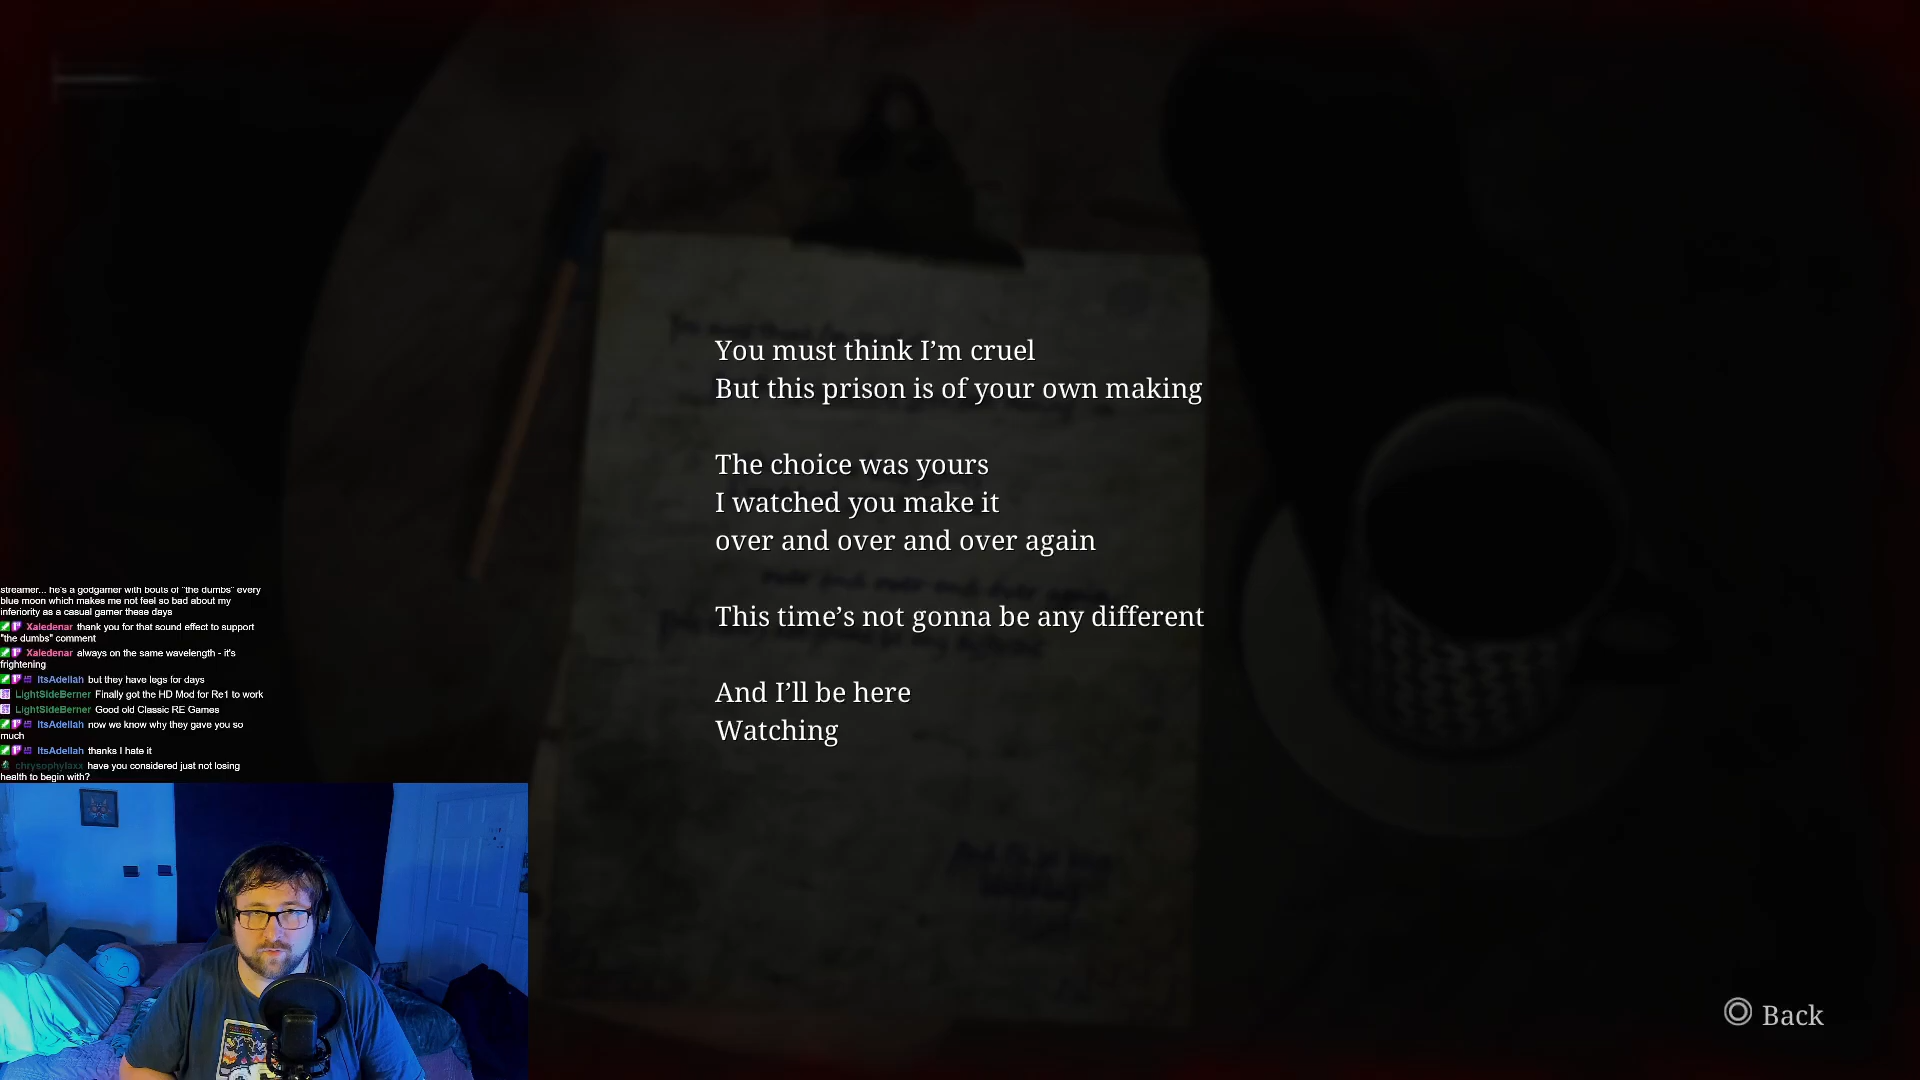 You must think I’m cruel
But this prison is of your own making
The choice was yours
I watched you make it
over and over and over again
This time’s not gonna be any different
And I’ll be here
Watching
streamer... he's a godgamer with bouts of "the dumbs" every
blue moon which makes me not feel so bad about my
inferiority as a casual gamer these days
Xaledenar thank you for that sound effect to support
"the dumbs" comment
Xaledenar always on the same wavelength - it's
frightening
ItsAdellah but they have legs for days
LightSideBerner Finally got the HD Mod for Re1 to work
LightSideBerner Good old Classic RE Games
ItsAdellah now we know why they gave you so
much
ItsAdellah thanks I hate it
chrysophylaxx have you considered just not losing
health to begin with?
Back